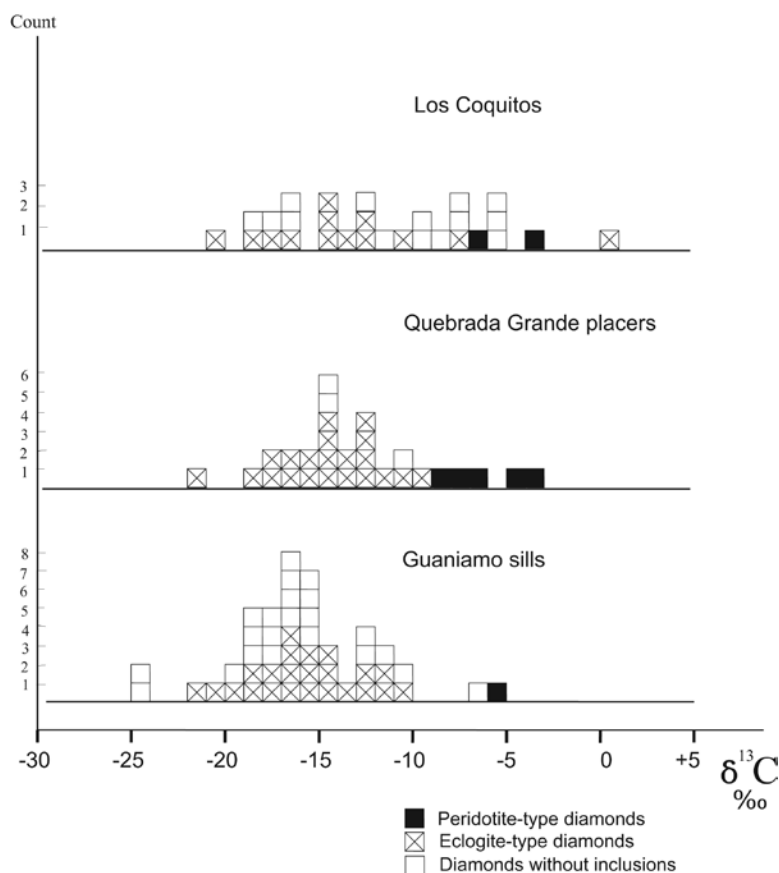 Count
Los Coquitos
3
2
1
Quebrada Grande placers
6
5
4
3
2
1
Guaniamo sills
8
7
6
5
4
3
2
1
-30 -25 -20 -15 -10 -5 0 +5 δ¹³C
‰
Peridotite-type diamonds
Eclogite-type diamonds
Diamonds without inclusions